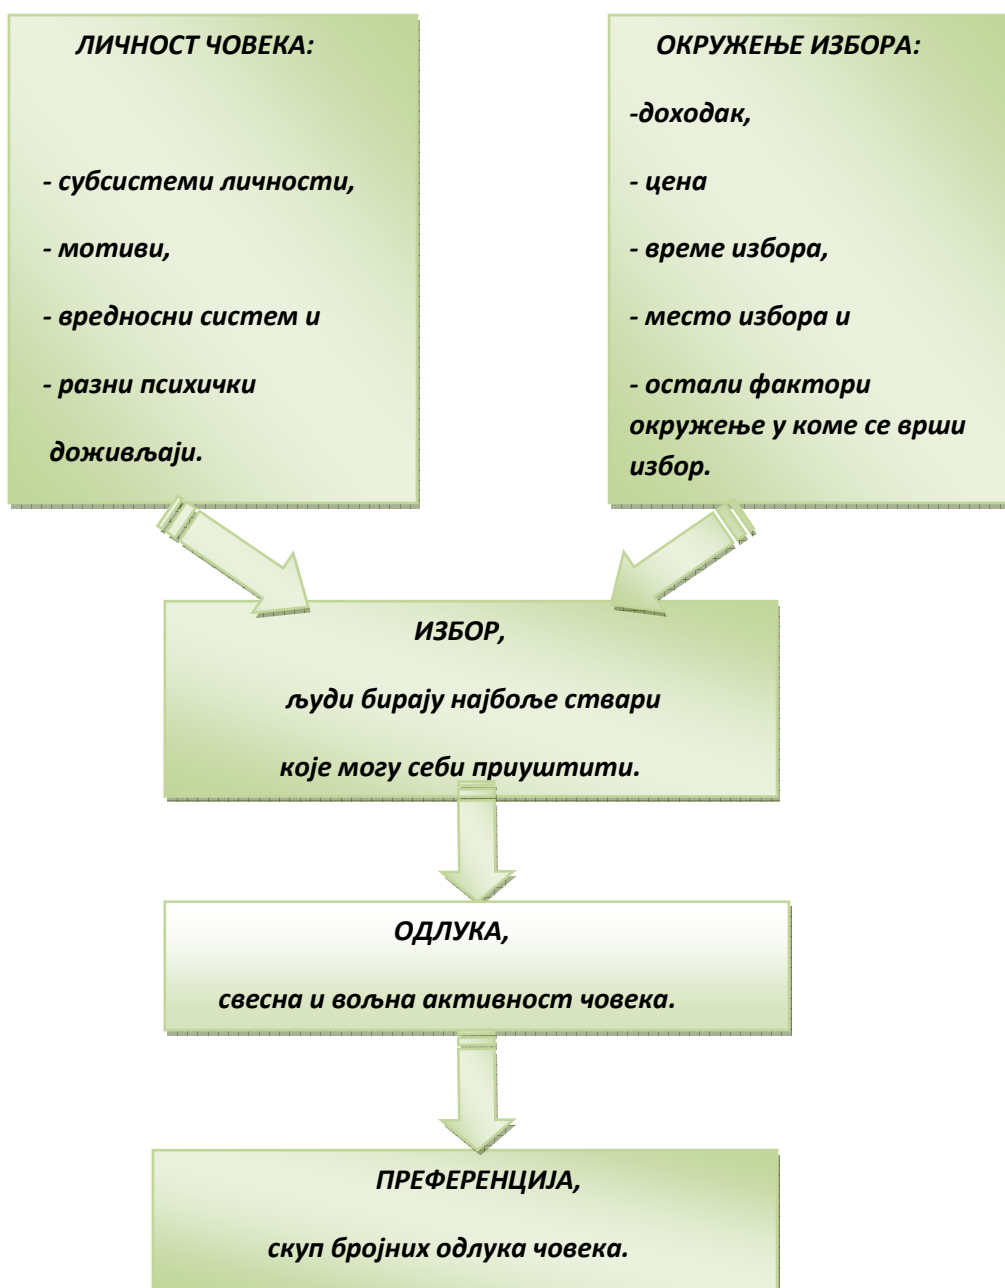 ЛИЧНОСТ ЧОВЕКА:
- субсистеми личности,
- мотиви,
- вредносни систем и
- разни психички
доживљаји.
ОКРУЖЕЊЕ ИЗБОРА:
-доходак,
- цена
- време избора,
- место избора и
- остали фактори
окружење у коме се врши
избор.
ИЗБОР,
људи бирају најбоље ствари
које могу себи приуштити.
ОДЛУКА,
свесна и вољна активност човека.
ПРЕФЕРЕНЦИЈА,
скуп бројних одлука човека.